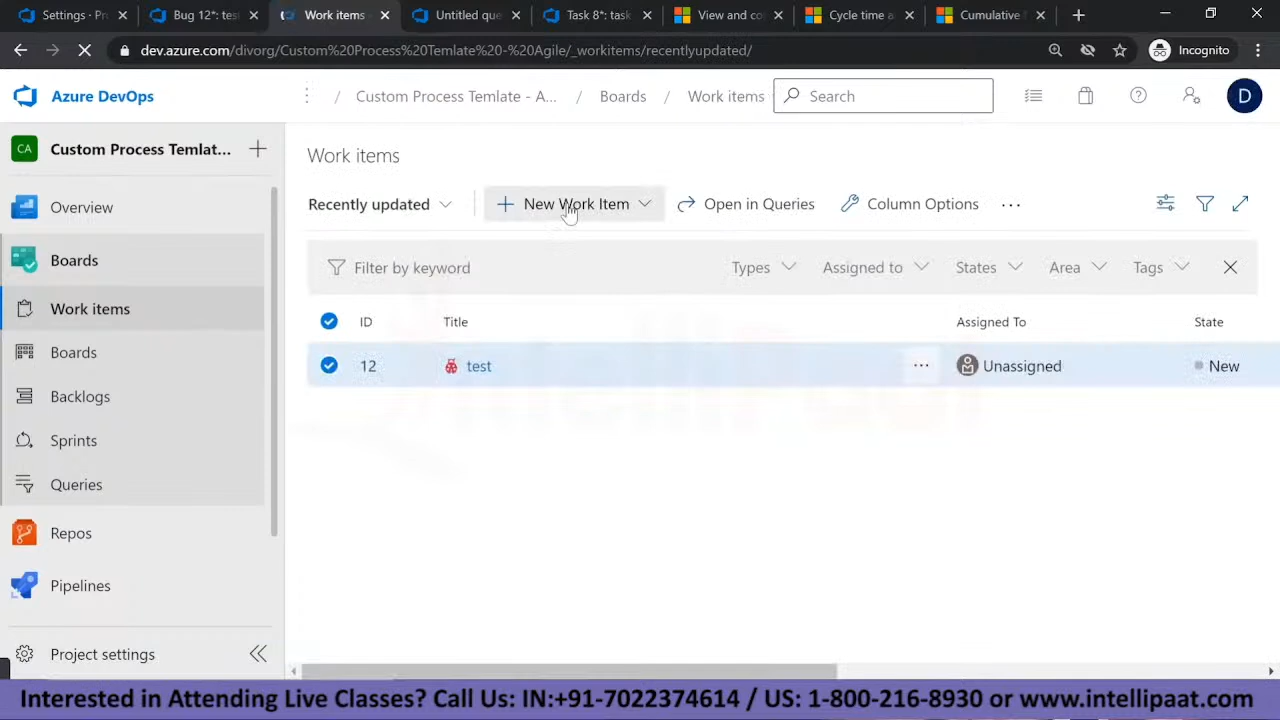 Settings · Pr
Bug 12*: tes
Work items
Untitled que
Task 8*: task
View and co
Cycle time a
Cumulative
dev.azure.com/divorg/Custom%20Process%20Temlate%20-%20Agile/_workitems/recentlyupdated/
Incognito
Azure DevOps
/ Custom Process Temlate - A... / Boards / Work items
Search
D
CA Custom Process Temlat...
Overview
Boards
Work items
Boards
Backlogs
Sprints
Queries
Repos
Pipelines
Project settings
Work items
Recently updated
New Work Item
Open in Queries
Column Options
Filter by keyword
Types
Assigned to
States
Area
Tags
ID Title Assigned To State
12 test ... Unassigned New
Interested in Attending Live Classes? Call Us: IN:+91-7022374614 / US: 1-800-216-8930 or www.intellipaat.com